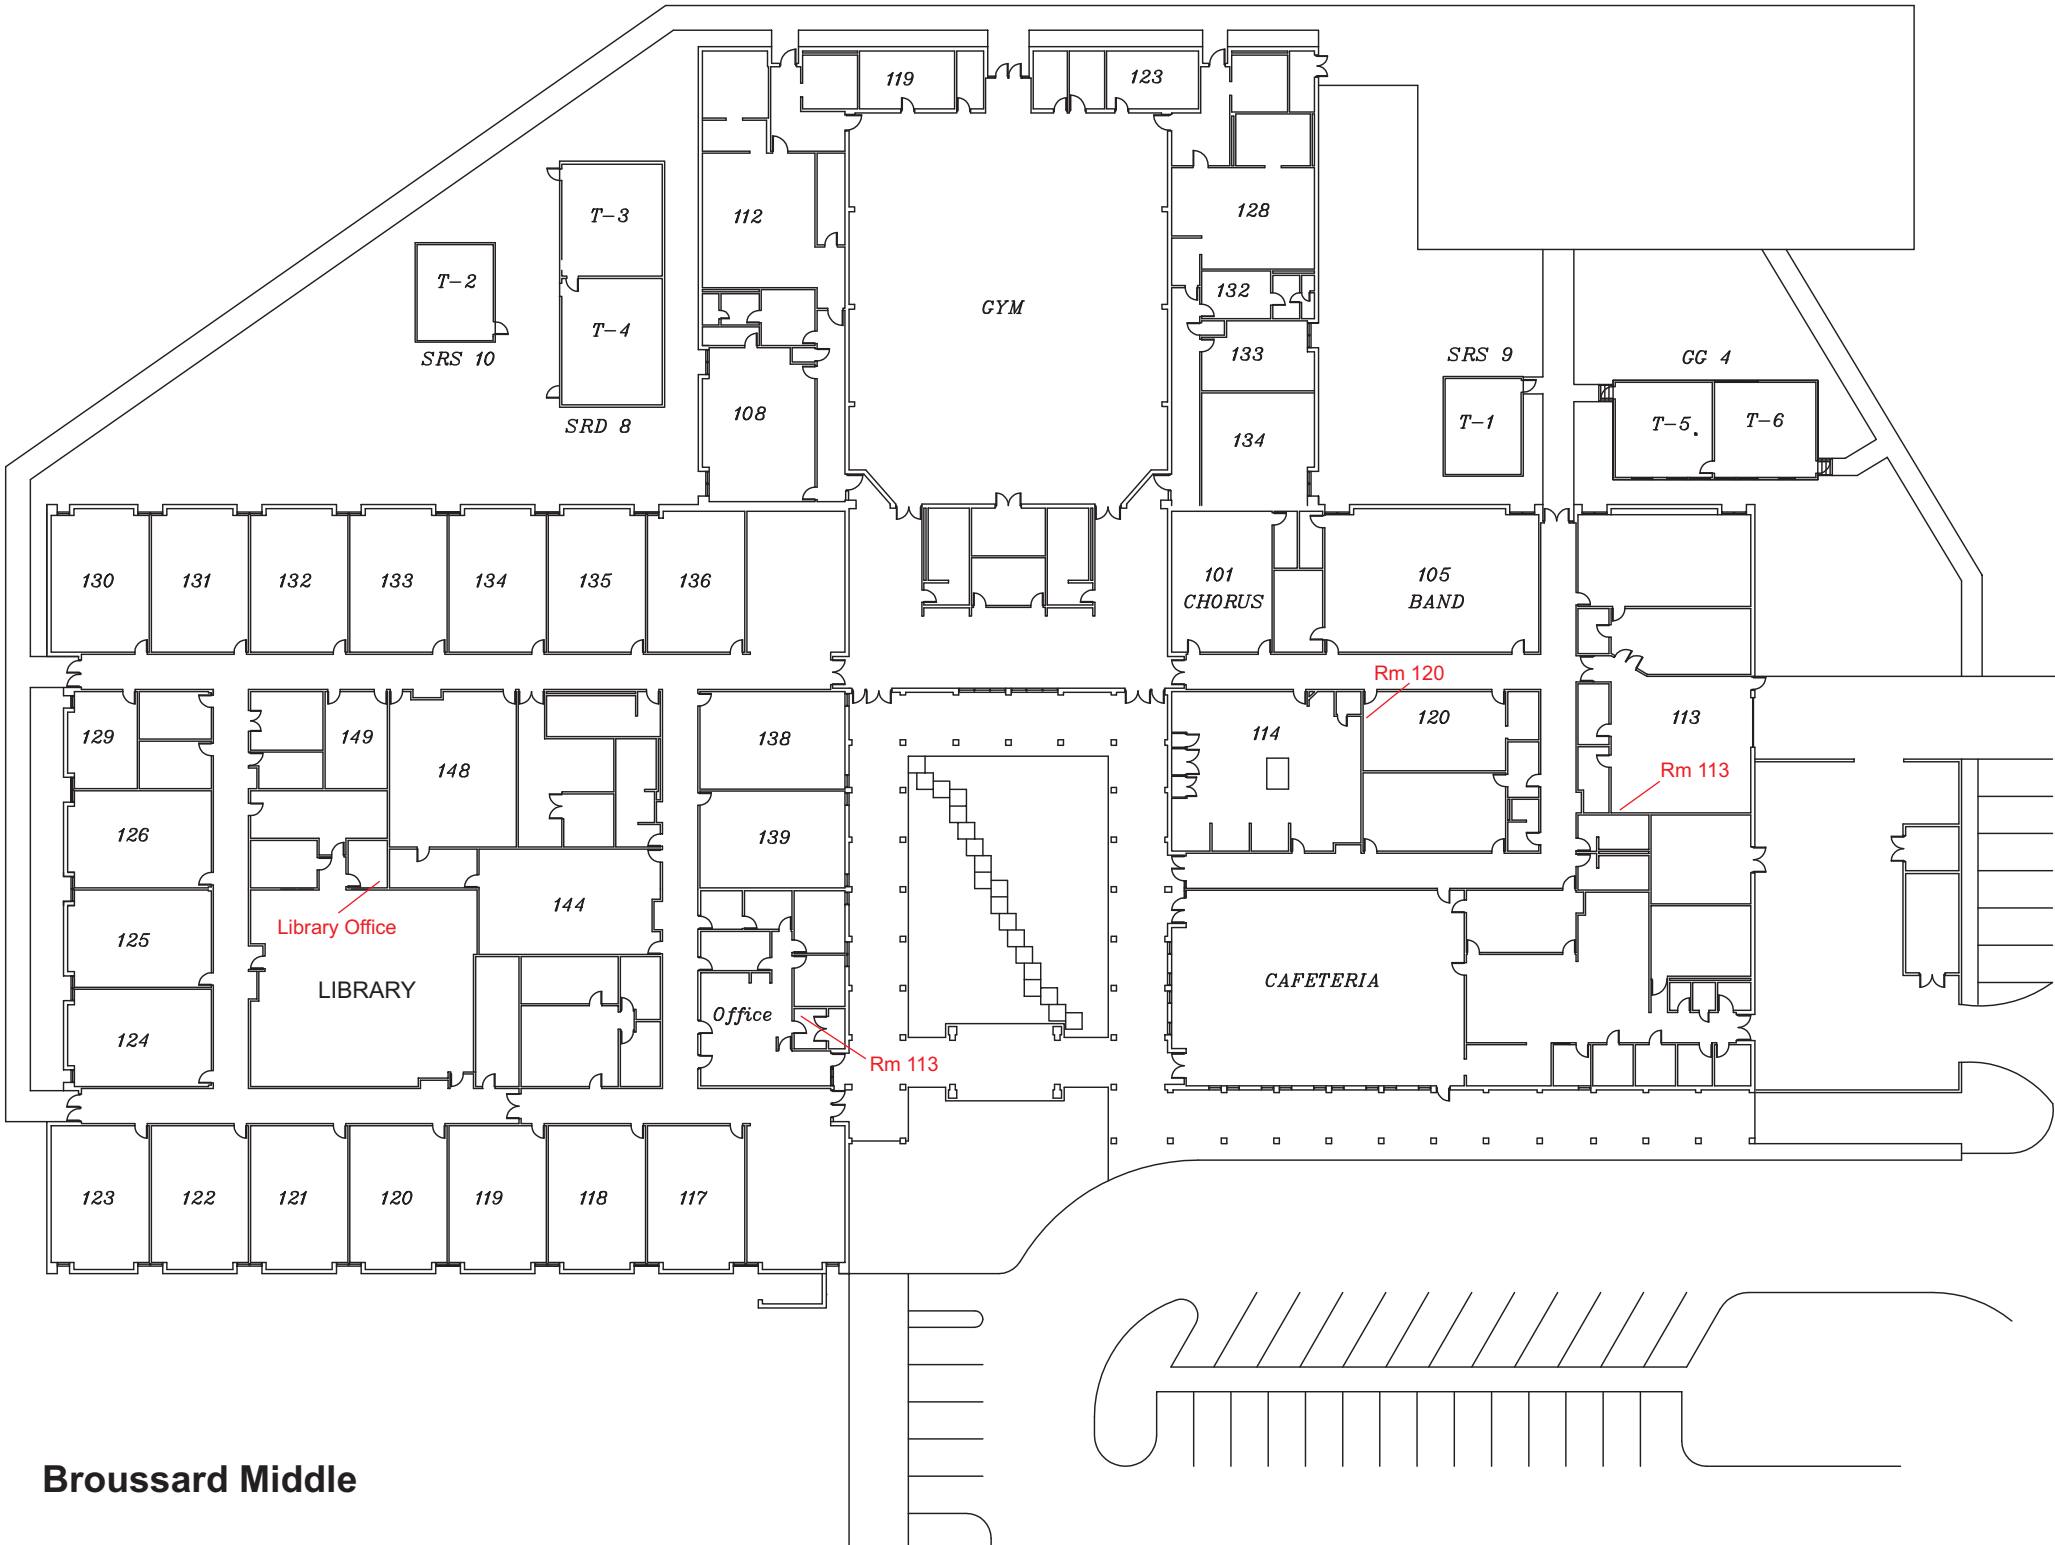 119
123
T-3
112
128
T-2
132
GYM
T-4
SRS 10
133
SRS 9
GG 4
108
SRD 8
134
T-1
T-5.
T-6
130
131
132
133
134
135
136
101
CHORUS
105
BAND
Rm 120
129
149
148
138
114
120
113
Rm 113
126
139
144
Library Office
125
LIBRARY
CAFETERIA
124
Office
Rm 113
123
122
121
120
119
118
117
Broussard Middle